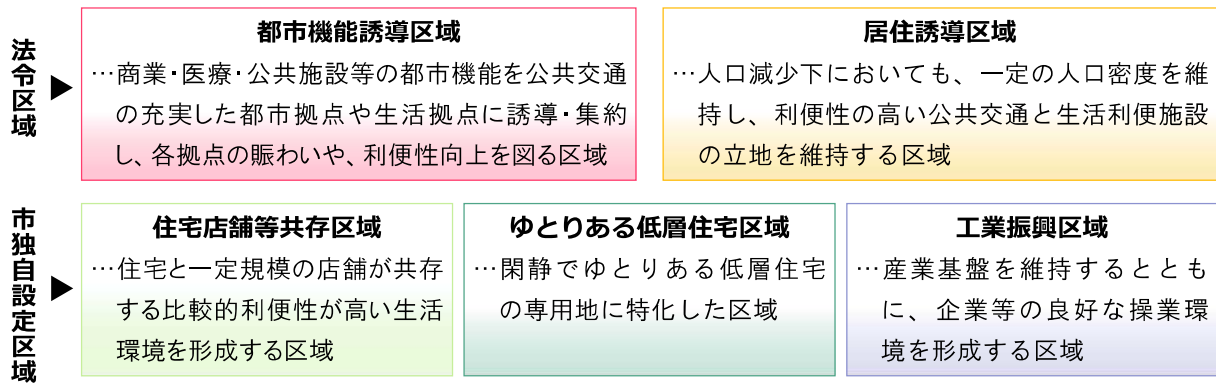 法令区域
▶
都市機能誘導区域
…商業・医療・公共施設等の都市機能を公共交通
の充実した都市拠点や生活拠点に誘導・集約
し、各拠点の賑わいや、利便性向上を図る区域
居住誘導区域
…人口減少下においても、一定の人口密度を維
持し、利便性の高い公共交通と生活利便施設
の立地を維持する区域
市独自設定区域
▶
住宅店舗等共存区域
…住宅と一定規模の店舗が共存
する比較的利便性が高い生活
環境を形成する区域
ゆとりある低層住宅区域
…閑静でゆとりある低層住宅
の専用地に特化した区域
工業振興区域
…産業基盤を維持するととも
に、企業等の良好な操業環
境を形成する区域